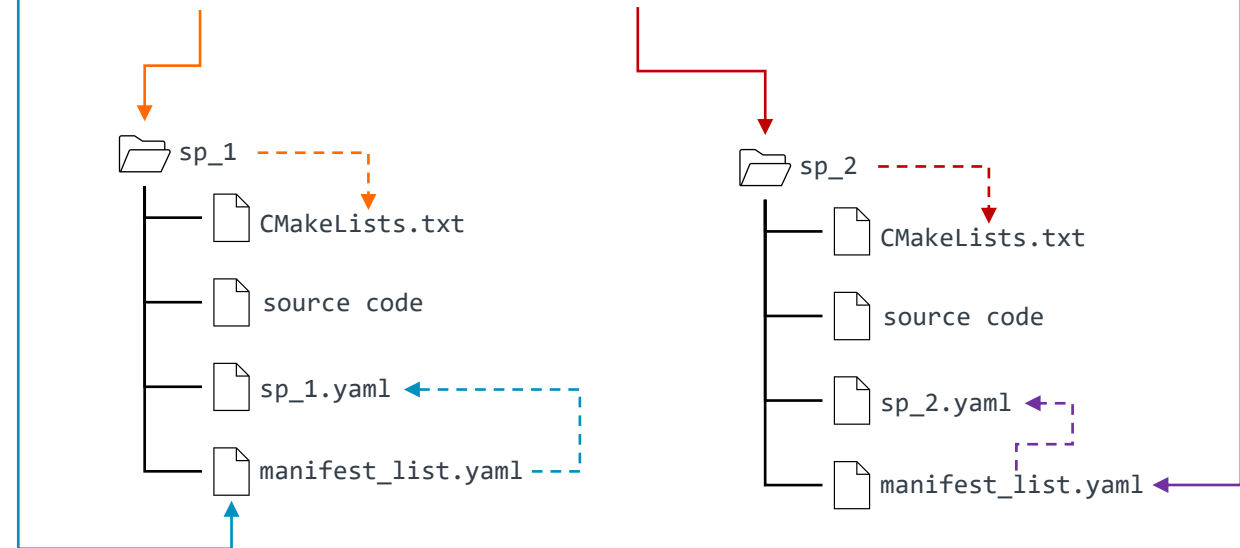 sp_1
CMakeLists.txt
source code
sp_1.yaml
manifest_list.yaml
sp_2
CMakeLists.txt
source code
sp_2.yaml
manifest_list.yaml